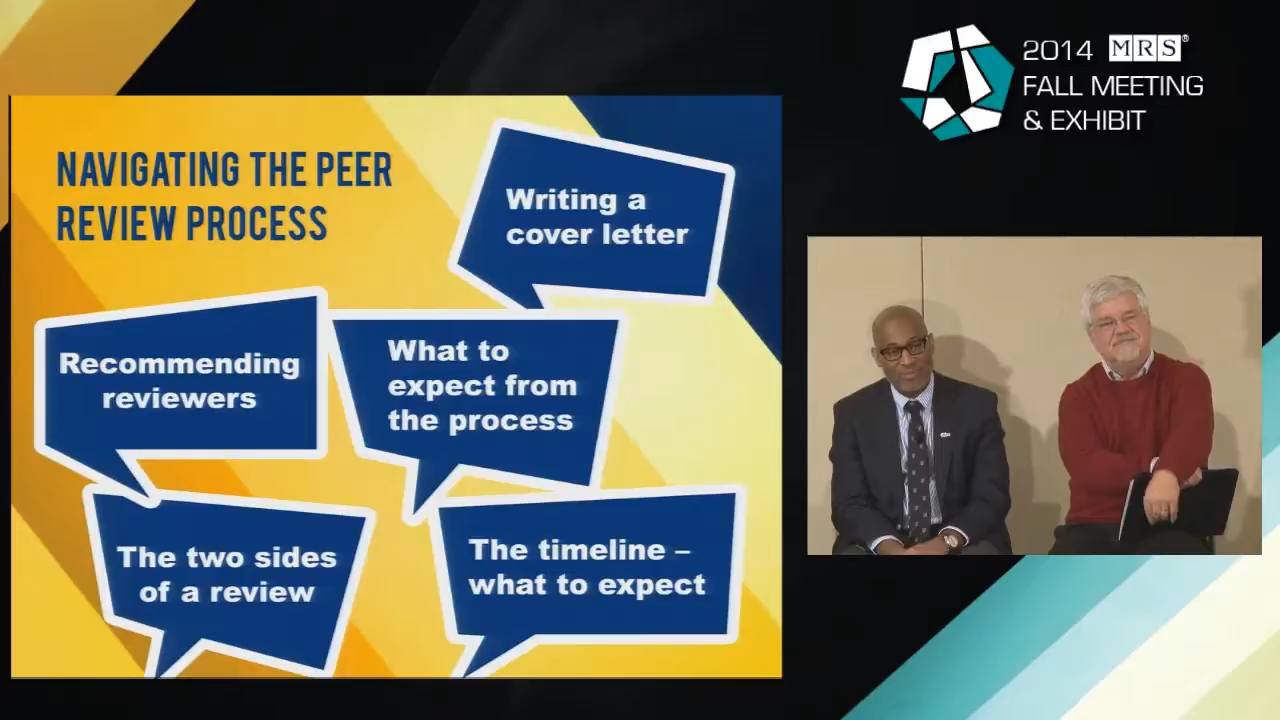 NAVIGATING THE PEER
REVIEW PROCESS
Writing a
cover letter
Recommending
reviewers
What to
expect from
the process
The two sides
of a review
The timeline –
what to expect
2014 MRS®
FALL MEETING
& EXHIBIT